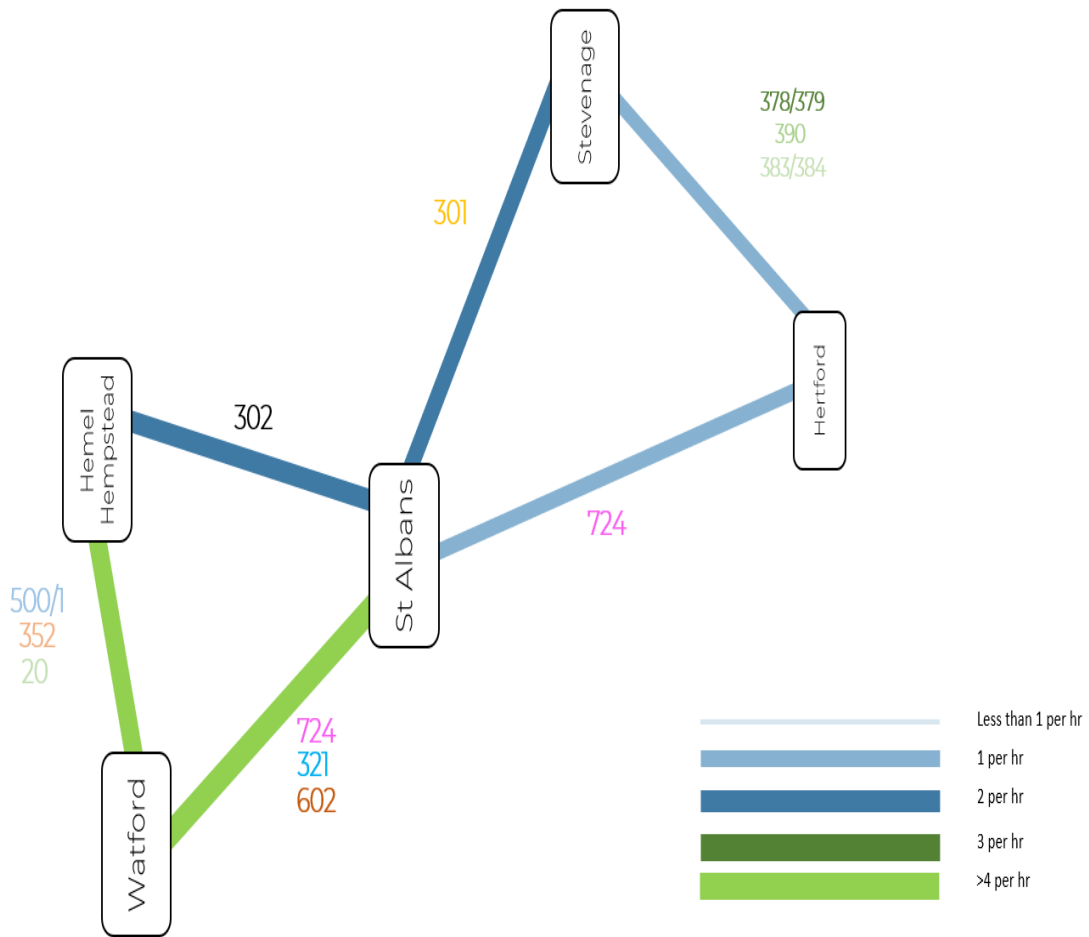 Stevenage
378/379
390
383/384
301
Hertford
Hemel
Hempstead
302
St Albans
724
500/1
352
20
724
321
602
Watford
Less than 1 per hr
1 per hr
2 per hr
3 per hr
>4 per hr